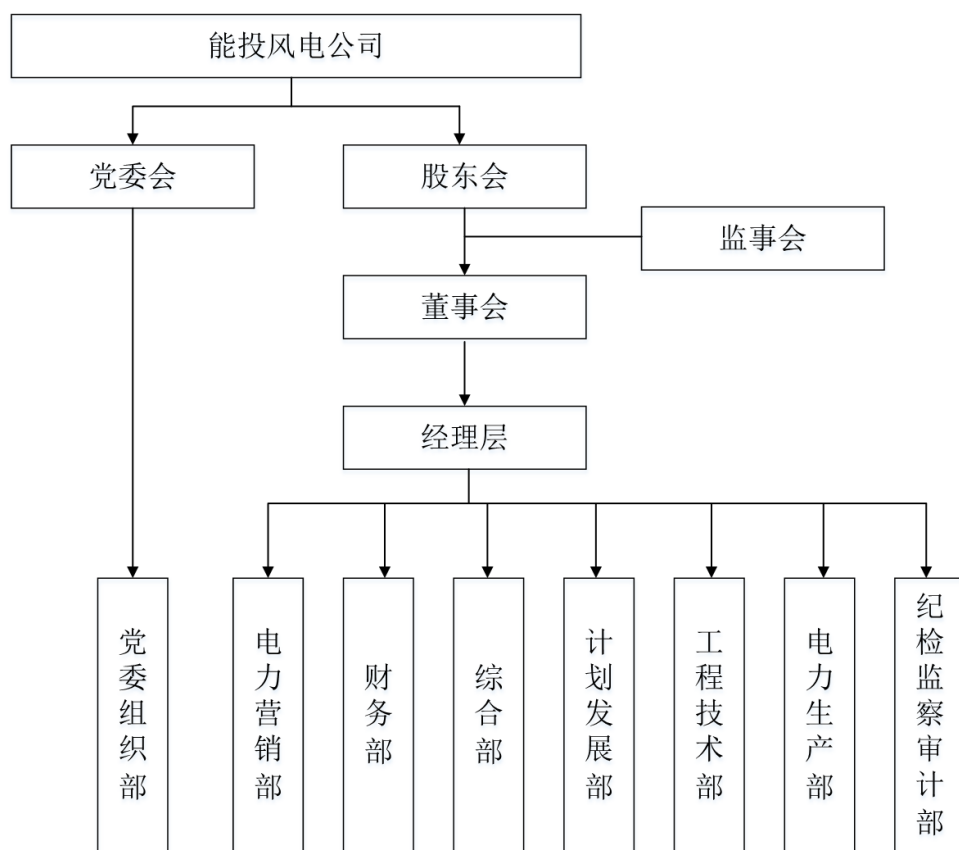 能投风电公司
党委会
股东会
监事会
董事会
经理层
党委组织部
电力营销部
财务部
综合部
计划发展部
工程技术部
电力生产部
纪检监察审计部